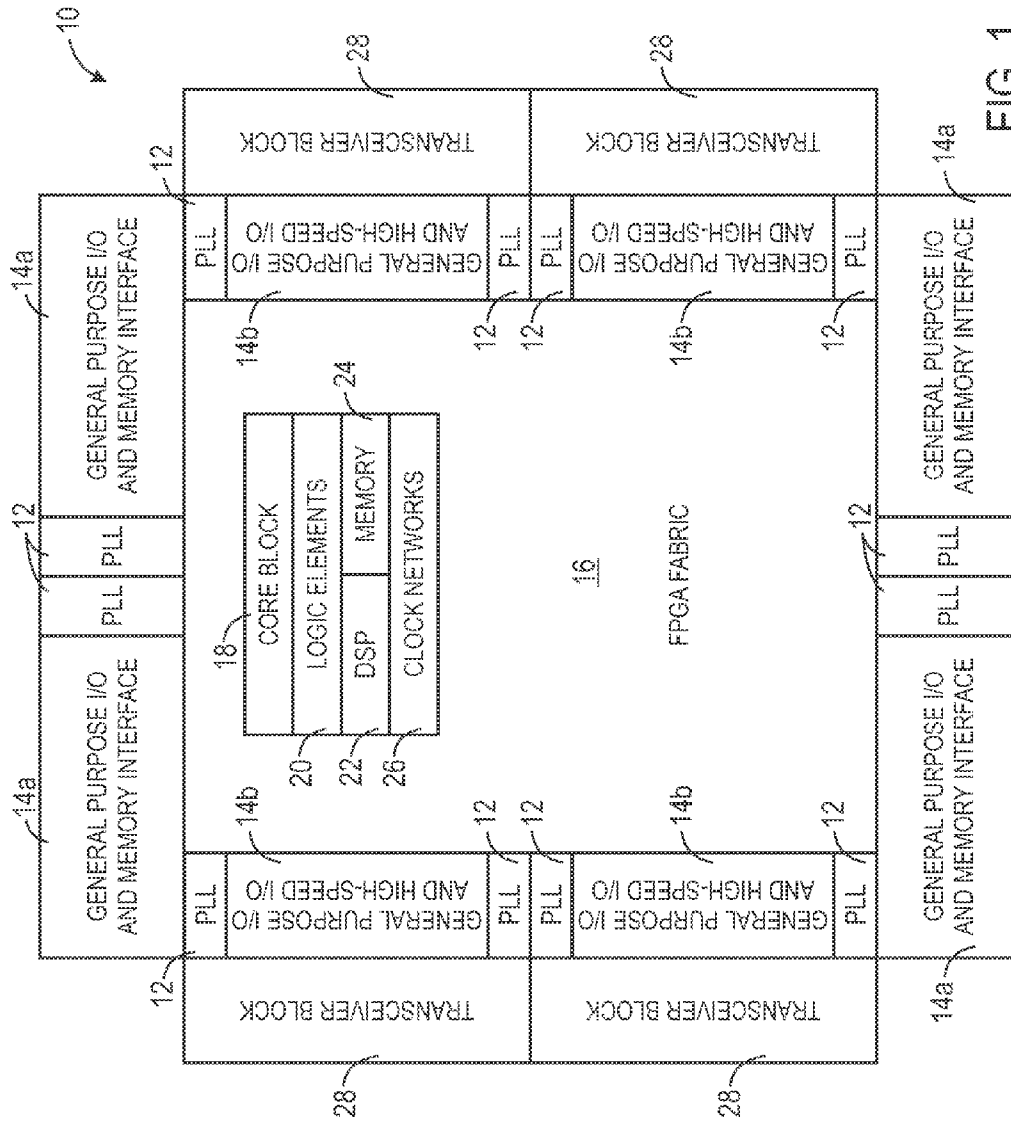 10
14a
12
14a
GENERAL PURPOSE I/O
AND MEMORY INTERFACE
PLL
PLL
GENERAL PURPOSE I/O
AND MEMORY INTERFACE
12
PLL
PLL
12
28
TRANSCEIVER BLOCK
GENERAL PURPOSE I/O
AND HIGH-SPEED I/O
14b
18
CORE BLOCK
20
LOGIC ELEMENTS
22
DSP
MEMORY
24
26
CLOCK NETWORKS
14b
GENERAL PURPOSE I/O
AND HIGH-SPEED I/O
TRANSCEIVER BLOCK
28
PLL
12
12
PLL
PLL
12
12
PLL
16
FPGA FABRIC
28
TRANSCEIVER BLOCK
GENERAL PURPOSE I/O
AND HIGH-SPEED I/O
14b
14b
GENERAL PURPOSE I/O
AND HIGH-SPEED I/O
TRANSCEIVER BLOCK
28
PLL
12
12
PLL
12
14a
GENERAL PURPOSE I/O
AND MEMORY INTERFACE
PLL
PLL
GENERAL PURPOSE I/O
AND MEMORY INTERFACE
14a
FIG. 1